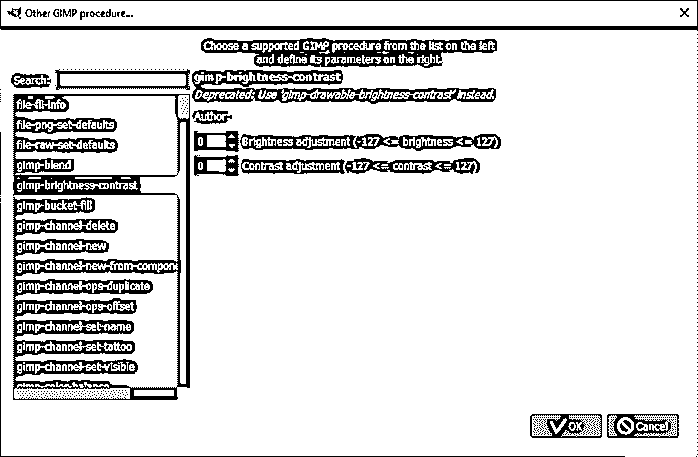 Other GIMP procedure...
Choose a supported GIMP procedure from the list on the left
and define its parameters on the right.
Search:
file-fli-info
file-png-set-defaults
file-raw-set-defaults
gimp-blend
gimp-brightness-contrast
gimp-bucket-fill
gimp-channel-delete
gimp-channel-new
gimp-channel-new-from-compon
gimp-channel-ops-duplicate
gimp-channel-ops-offset
gimp-channel-set-name
gimp-channel-set-tattoo
gimp-channel-set-visible
gimp-color-balance
gimp-brightness-contrast
Deprecated: Use 'gimp-drawable-brightness-contrast' instead.
Author:
0 Brightness adjustment (-127 <= brightness <= 127)
0 Contrast adjustment (-127 <= contrast <= 127)
OK
Cancel